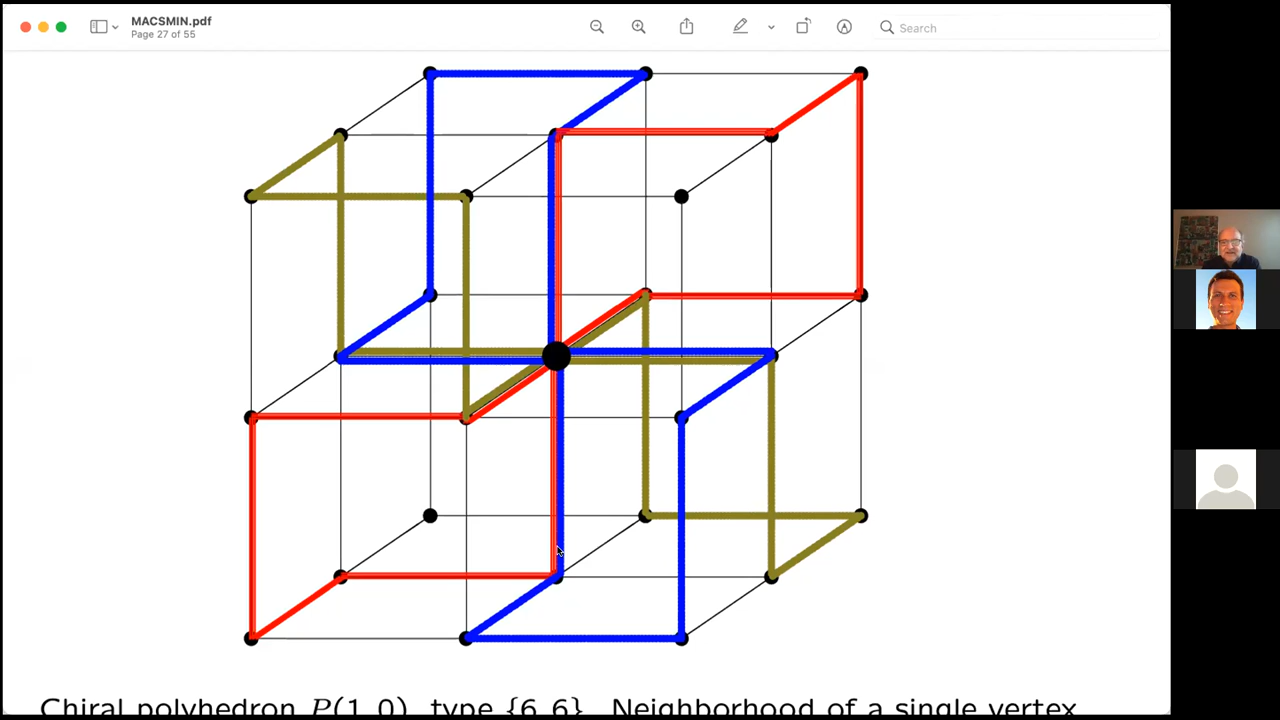 MACSMIN.pdf
Page 27 of 55
Search
Chiral polyhedron P(1,0), type {6,6}. Neighborhood of a single vertex